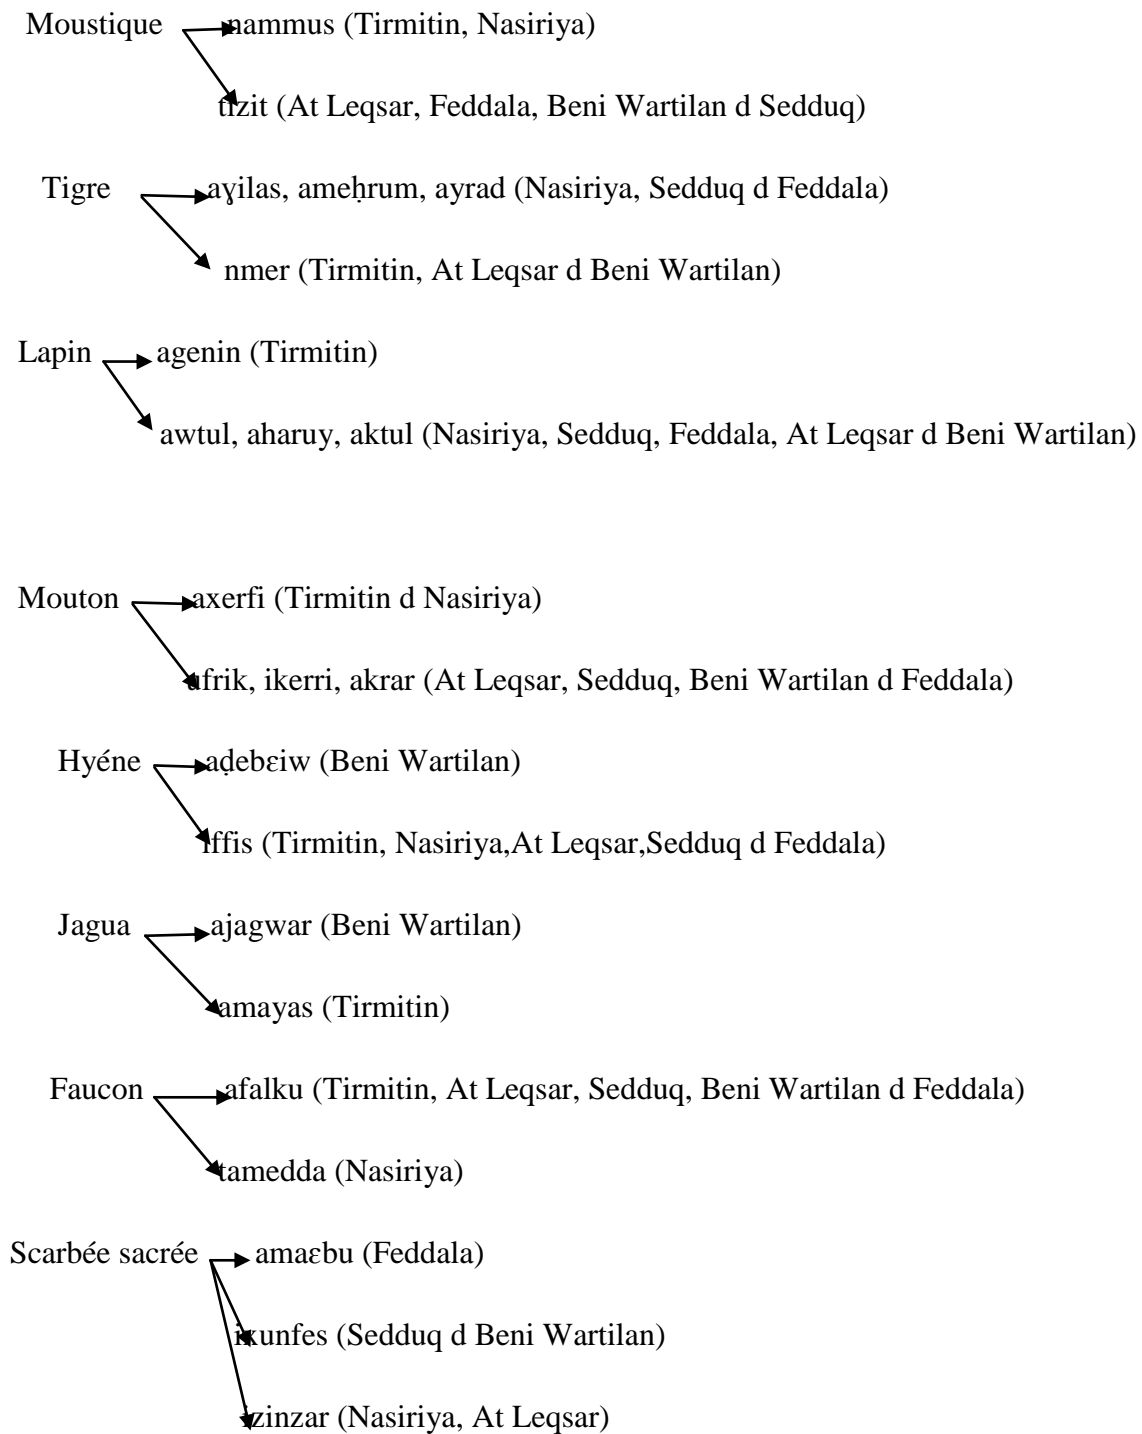 Moustique nammus (Tirmitin, Nasiriya)
tizit (At Leqsar, Feddala, Beni Wartilan d Sedduq)
Tigre aɣilas, ameḥrum, ayrad (Nasiriya, Sedduq d Feddala)
nmer (Tirmitin, At Leqsar d Beni Wartilan)
Lapin agenin (Tirmitin)
awtul, aharuy, aktul (Nasiriya, Sedduq, Feddala, At Leqsar d Beni Wartilan)
Mouton axerfi (Tirmitin d Nasiriya)
ufrik, ikerri, akrar (At Leqsar, Sedduq, Beni Wartilan d Feddala)
Hyéne aḍebɛiw (Beni Wartilan)
iffis (Tirmitin, Nasiriya,At Leqsar,Sedduq d Feddala)
Jagua ajagwar (Beni Wartilan)
amayas (Tirmitin)
Faucon afalku (Tirmitin, At Leqsar, Sedduq, Beni Wartilan d Feddala)
tamedda (Nasiriya)
Scarbée sacrée amaɛbu (Feddala)
ixunfes (Sedduq d Beni Wartilan)
izinzar (Nasiriya, At Leqsar)